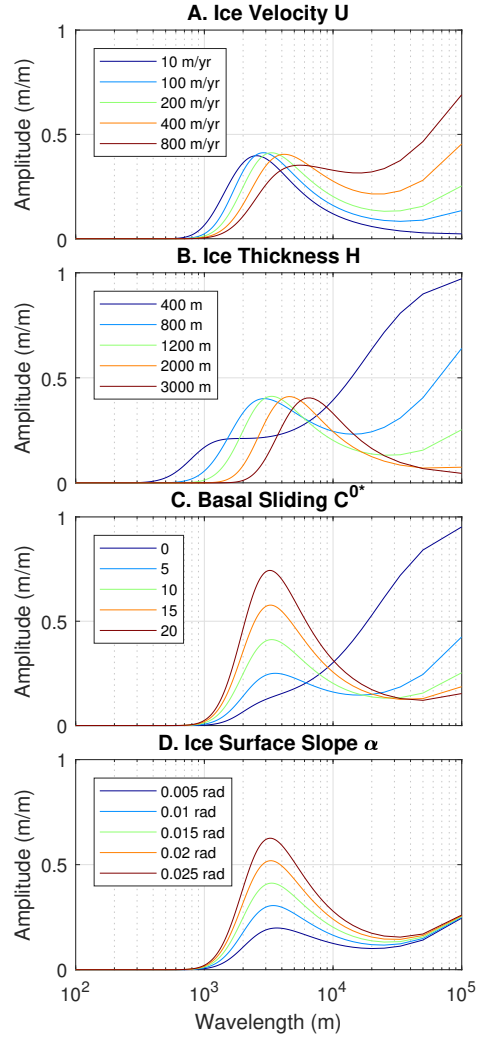 A. Ice Velocity U
1
0.5
0
Amplitude (m/m)
10 m/yr
100 m/yr
200 m/yr
400 m/yr
800 m/yr
B. Ice Thickness H
1
0.5
0
Amplitude (m/m)
400 m
800 m
1200 m
2000 m
3000 m
C. Basal Sliding C^0*
1
0.5
0
Amplitude (m/m)
0
5
10
15
20
D. Ice Surface Slope α
1
0.5
0
Amplitude (m/m)
0.005 rad
0.01 rad
0.015 rad
0.02 rad
0.025 rad
10^2 10^3 10^4 10^5
Wavelength (m)